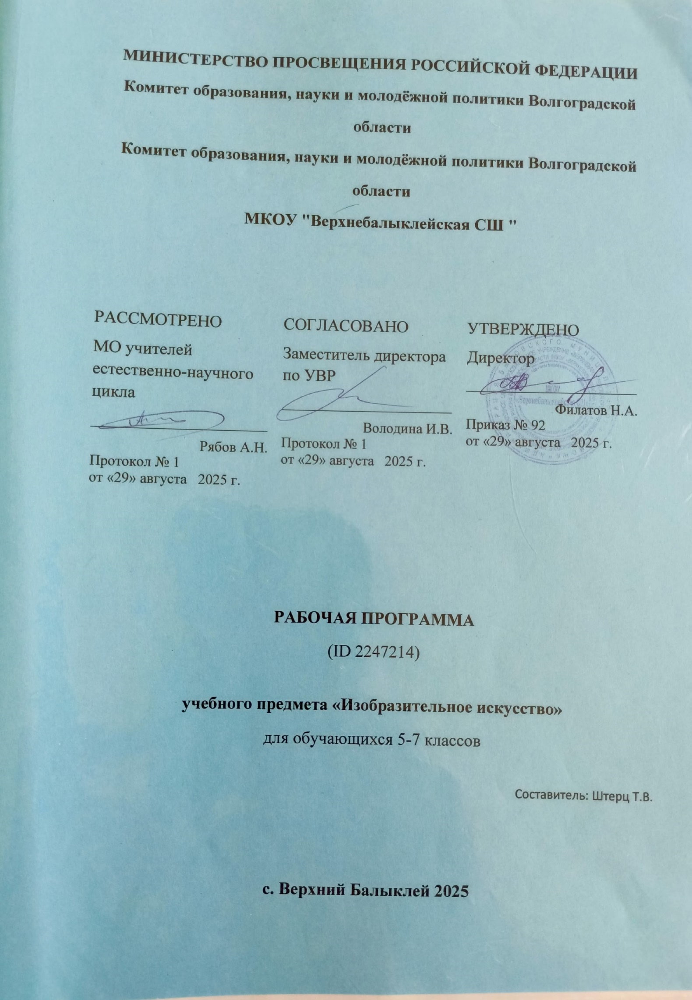 МИНИСТЕРСТВО ПРОСВЕЩЕНИЯ РОССИЙСКОЙ ФЕДЕРАЦИИ
Комитет образования, науки и молодёжной политики Волгоградской
области
Комитет образования, науки и молодёжной политики Волгоградской
области
МКОУ "Верхнебалыклейская СШ "
РАССМОТРЕНО
МО учителей
естественно-научного
цикла
Рябов А.Н.
Протокол № 1
от «29» августа 2025 г.
СОГЛАСОВАНО
Заместитель директора
по УВР
Володина И.В.
Протокол № 1
от «29» августа 2025 г.
УТВЕРЖДЕНО
Директор
МКОУ
Филатов Н.А.
Приказ № 92
от «29» августа 2025 г.
РАБОЧАЯ ПРОГРАММА
(ID 2247214)
учебного предмета «Изобразительное искусство»
для обучающихся 5-7 классов
Составитель: Штерц Т.В.
с. Верхний Балыклей 2025